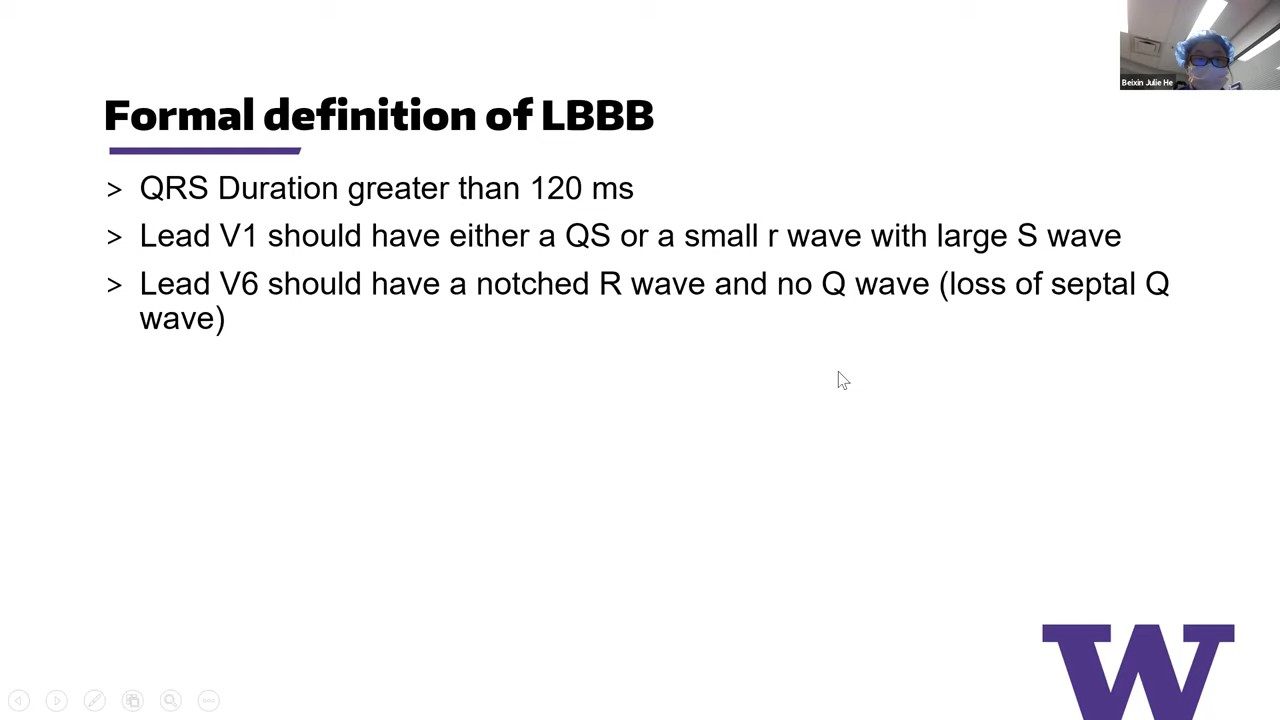 Beixin Julie He
Formal definition of LBBB
> QRS Duration greater than 120 ms
> Lead V1 should have either a QS or a small r wave with large S wave
> Lead V6 should have a notched R wave and no Q wave (loss of septal Q
wave)
W